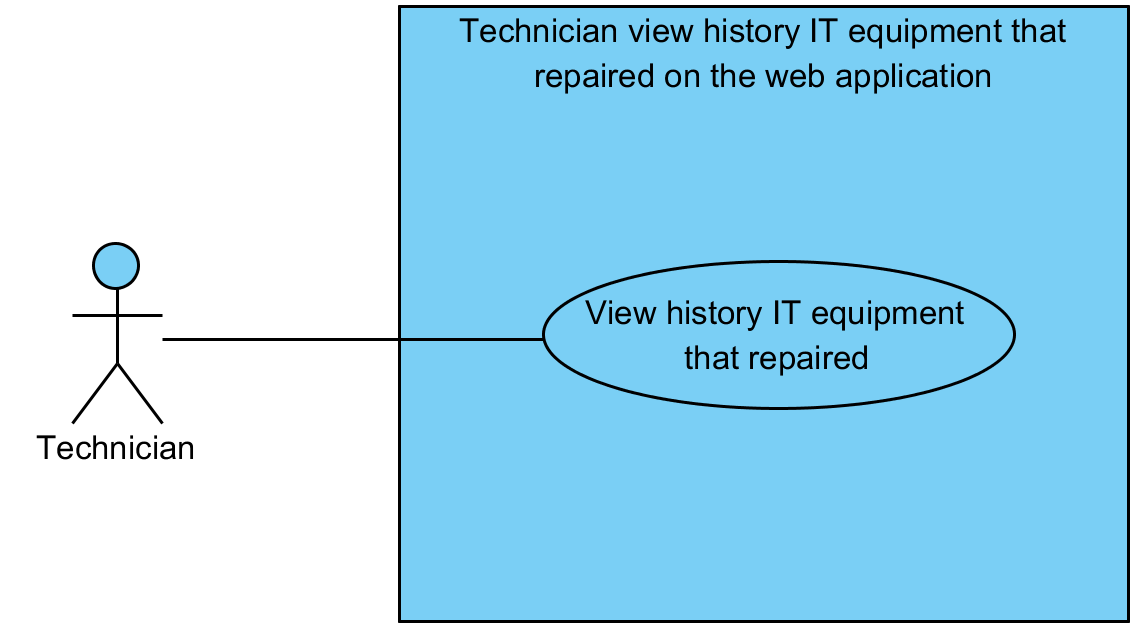 Technician view history IT equipment that
repaired on the web application
View history IT equipment
that repaired
Technician